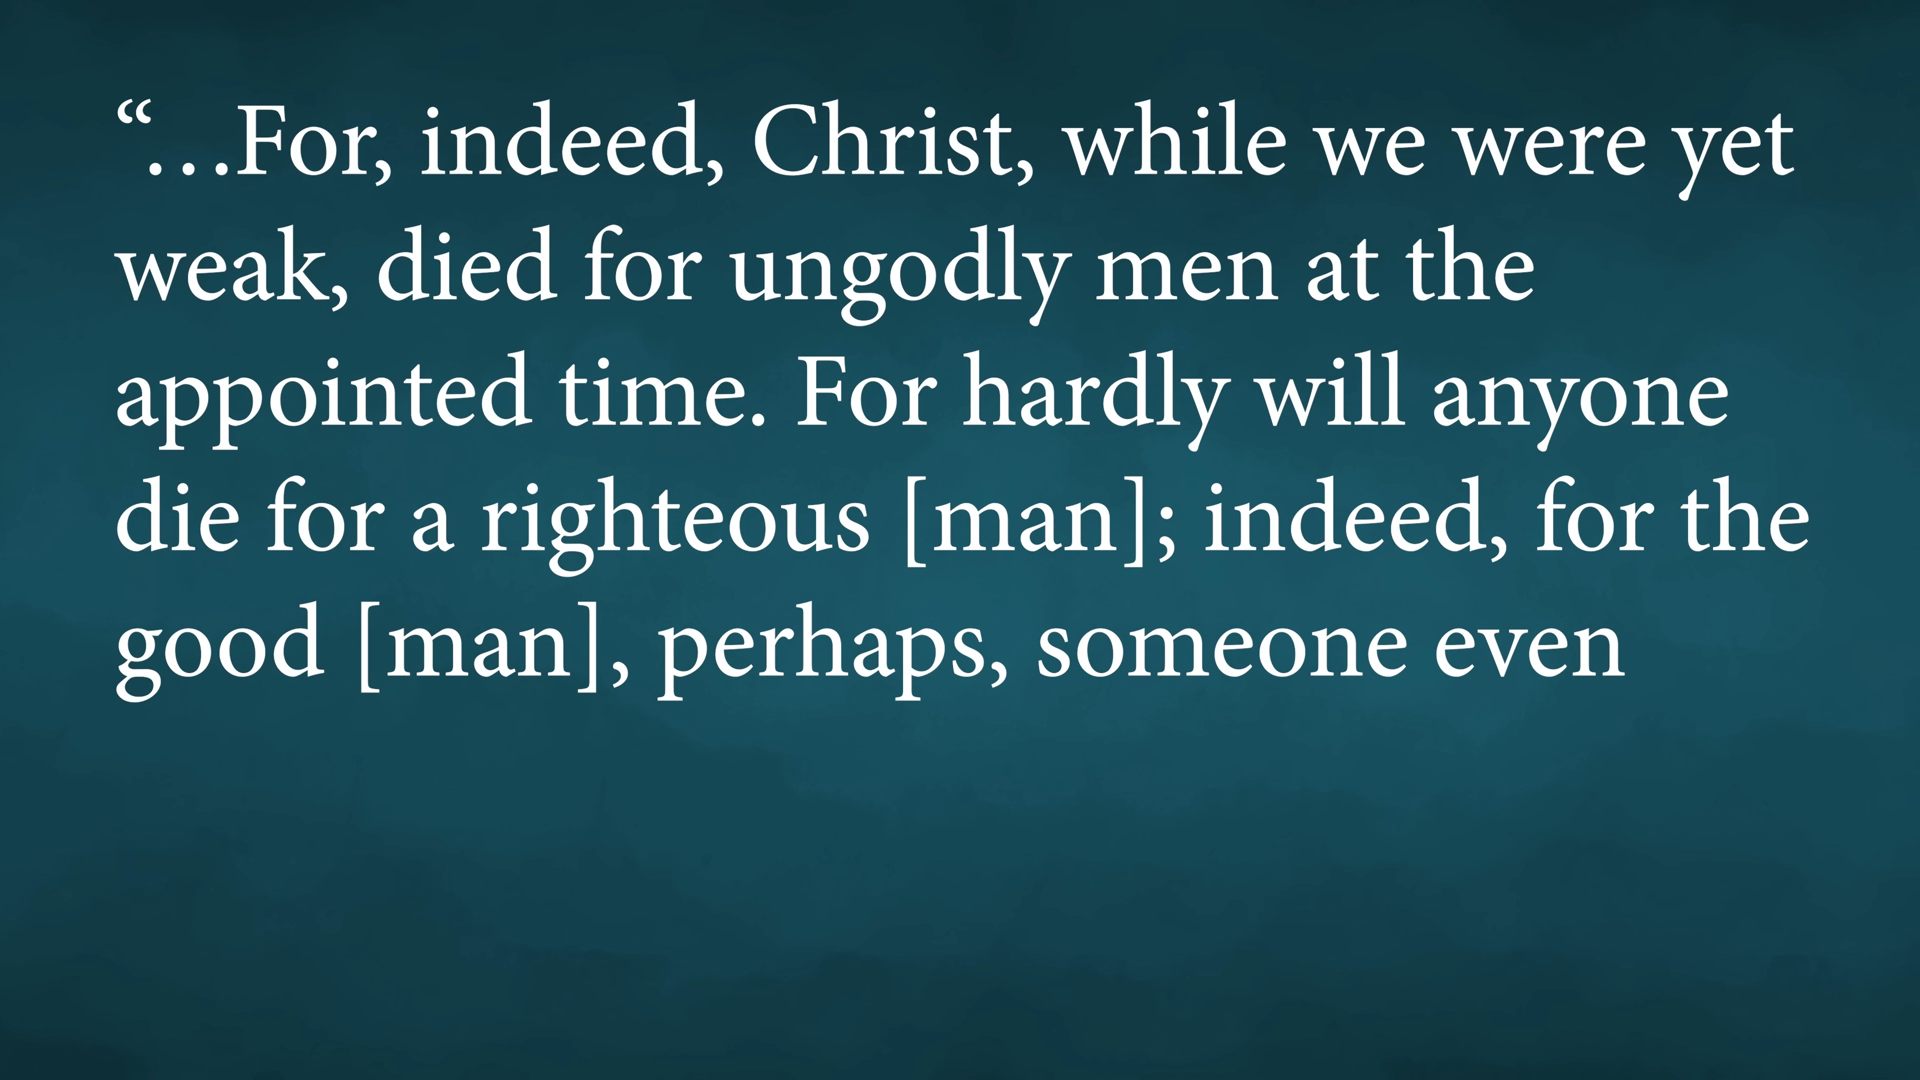 “…For, indeed, Christ, while we were yet
weak, died for ungodly men at the
appointed time. For hardly will anyone
die for a righteous [man]; indeed, for the
good [man], perhaps, someone even